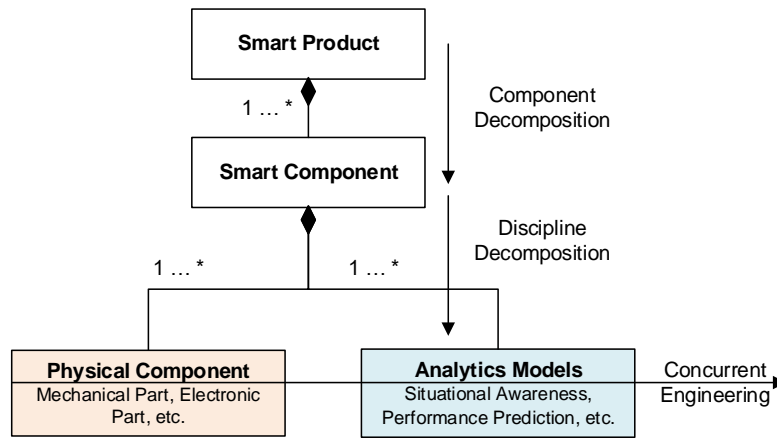 Smart Product
1 ... *
Component
Decomposition
Smart Component
Discipline
Decomposition
1 ... *
1 ... *
Physical Component
Mechanical Part, Electronic
Part, etc.
Analytics Models
Situational Awareness,
Performance Prediction, etc.
Concurrent
Engineering